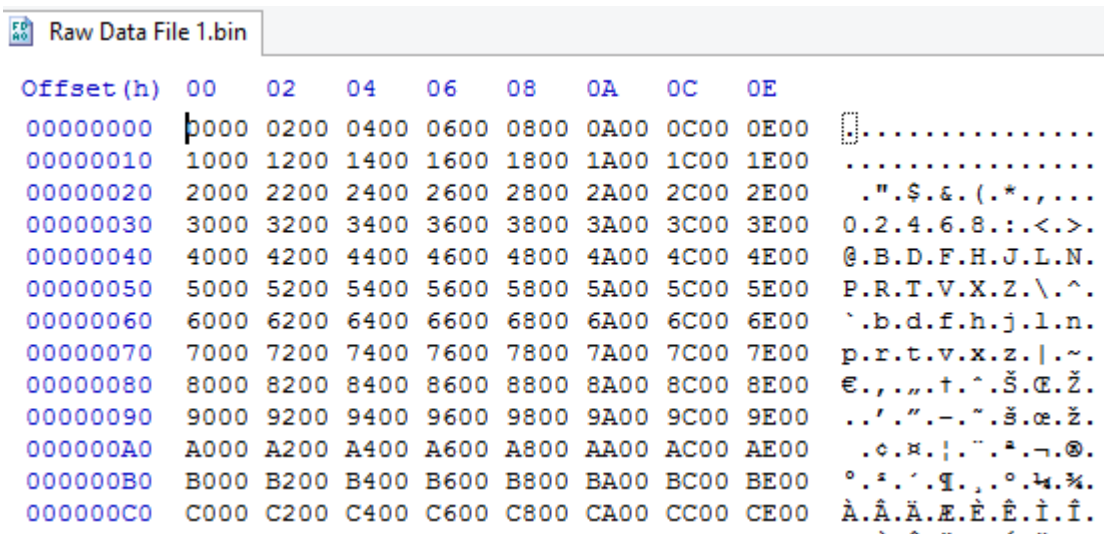 Raw Data File 1.bin
Offset(h) 00 02 04 06 08 0A 0C 0E
00000000 0000 0200 0400 0600 0800 0A00 0C00 0E00 ................
00000010 1000 1200 1400 1600 1800 1A00 1C00 1E00 ................
00000020 2000 2200 2400 2600 2800 2A00 2C00 2E00 .".$.&.(.*.,...
00000030 3000 3200 3400 3600 3800 3A00 3C00 3E00 0.2.4.6.8.:.<.>.
00000040 4000 4200 4400 4600 4800 4A00 4C00 4E00 @.B.D.F.H.J.L.N.
00000050 5000 5200 5400 5600 5800 5A00 5C00 5E00 P.R.T.V.X.Z.\.^.
00000060 6000 6200 6400 6600 6800 6A00 6C00 6E00 `.b.d.f.h.j.l.n.
00000070 7000 7200 7400 7600 7800 7A00 7C00 7E00 p.r.t.v.x.z.|.~.
00000080 8000 8200 8400 8600 8800 8A00 8C00 8E00 €.‚.„.†.ˆ.Š.Œ.Ž.
00000090 9000 9200 9400 9600 9800 9A00 9C00 9E00 ..’.”.–.˜.š.œ.ž.
000000A0 A000 A200 A400 A600 A800 AA00 AC00 AE00 .¢.¤.¦.¨.ª.¬.®.
000000B0 B000 B200 B400 B600 B800 BA00 BC00 BE00 °.².´.¶.¸.º.¼.¾.
000000C0 C000 C200 C400 C600 C800 CA00 CC00 CE00 À.Â.Ä.Æ.È.Ê.Ì.Î.